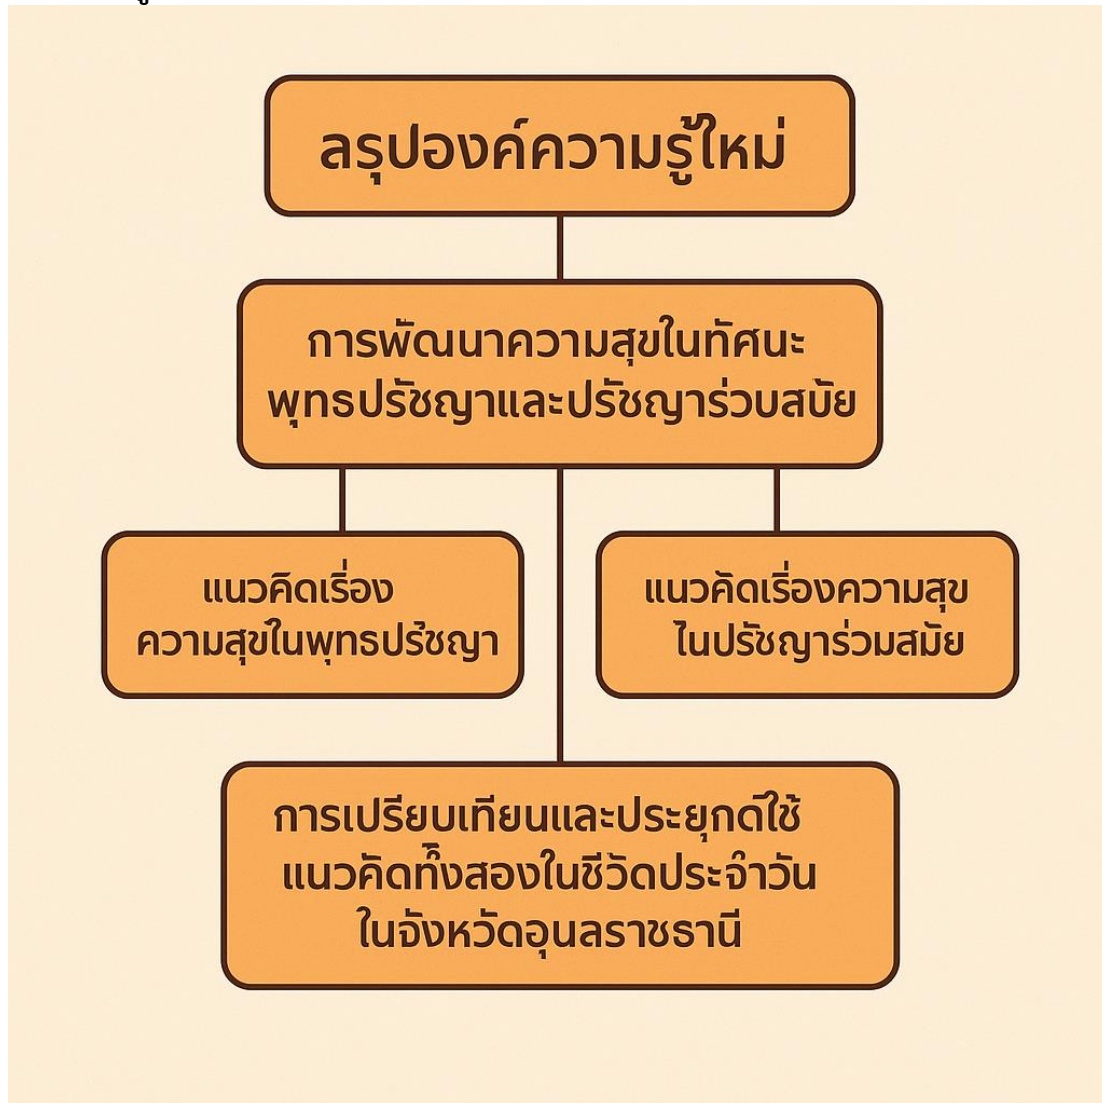 ลรุปองค์ความรู้ใหม่
การพัฒนาความสุขในทัศนะ
พุทธปรัชญาและปรัชญาร่วบสบัย
แนวคิดเรื่อง
ความสุขในพุทธปรัชญา
แนวคัดเรื่องความสุข
ในปรัชญาร่วมสมัย
การเปรียบเทียนและประยุกต์ใช้
แนวคัดทั้งสองในชีวัดประจำวัน
ในจังหวัดอุนลราชธานี